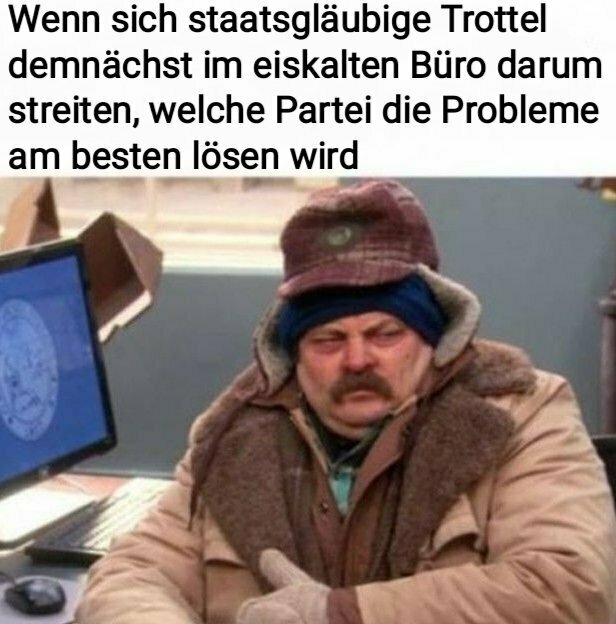 Wenn sich staatsgläubige Trottel
demnächst im eiskalten Büro darum
streiten, welche Partei die Probleme
am besten lösen wird